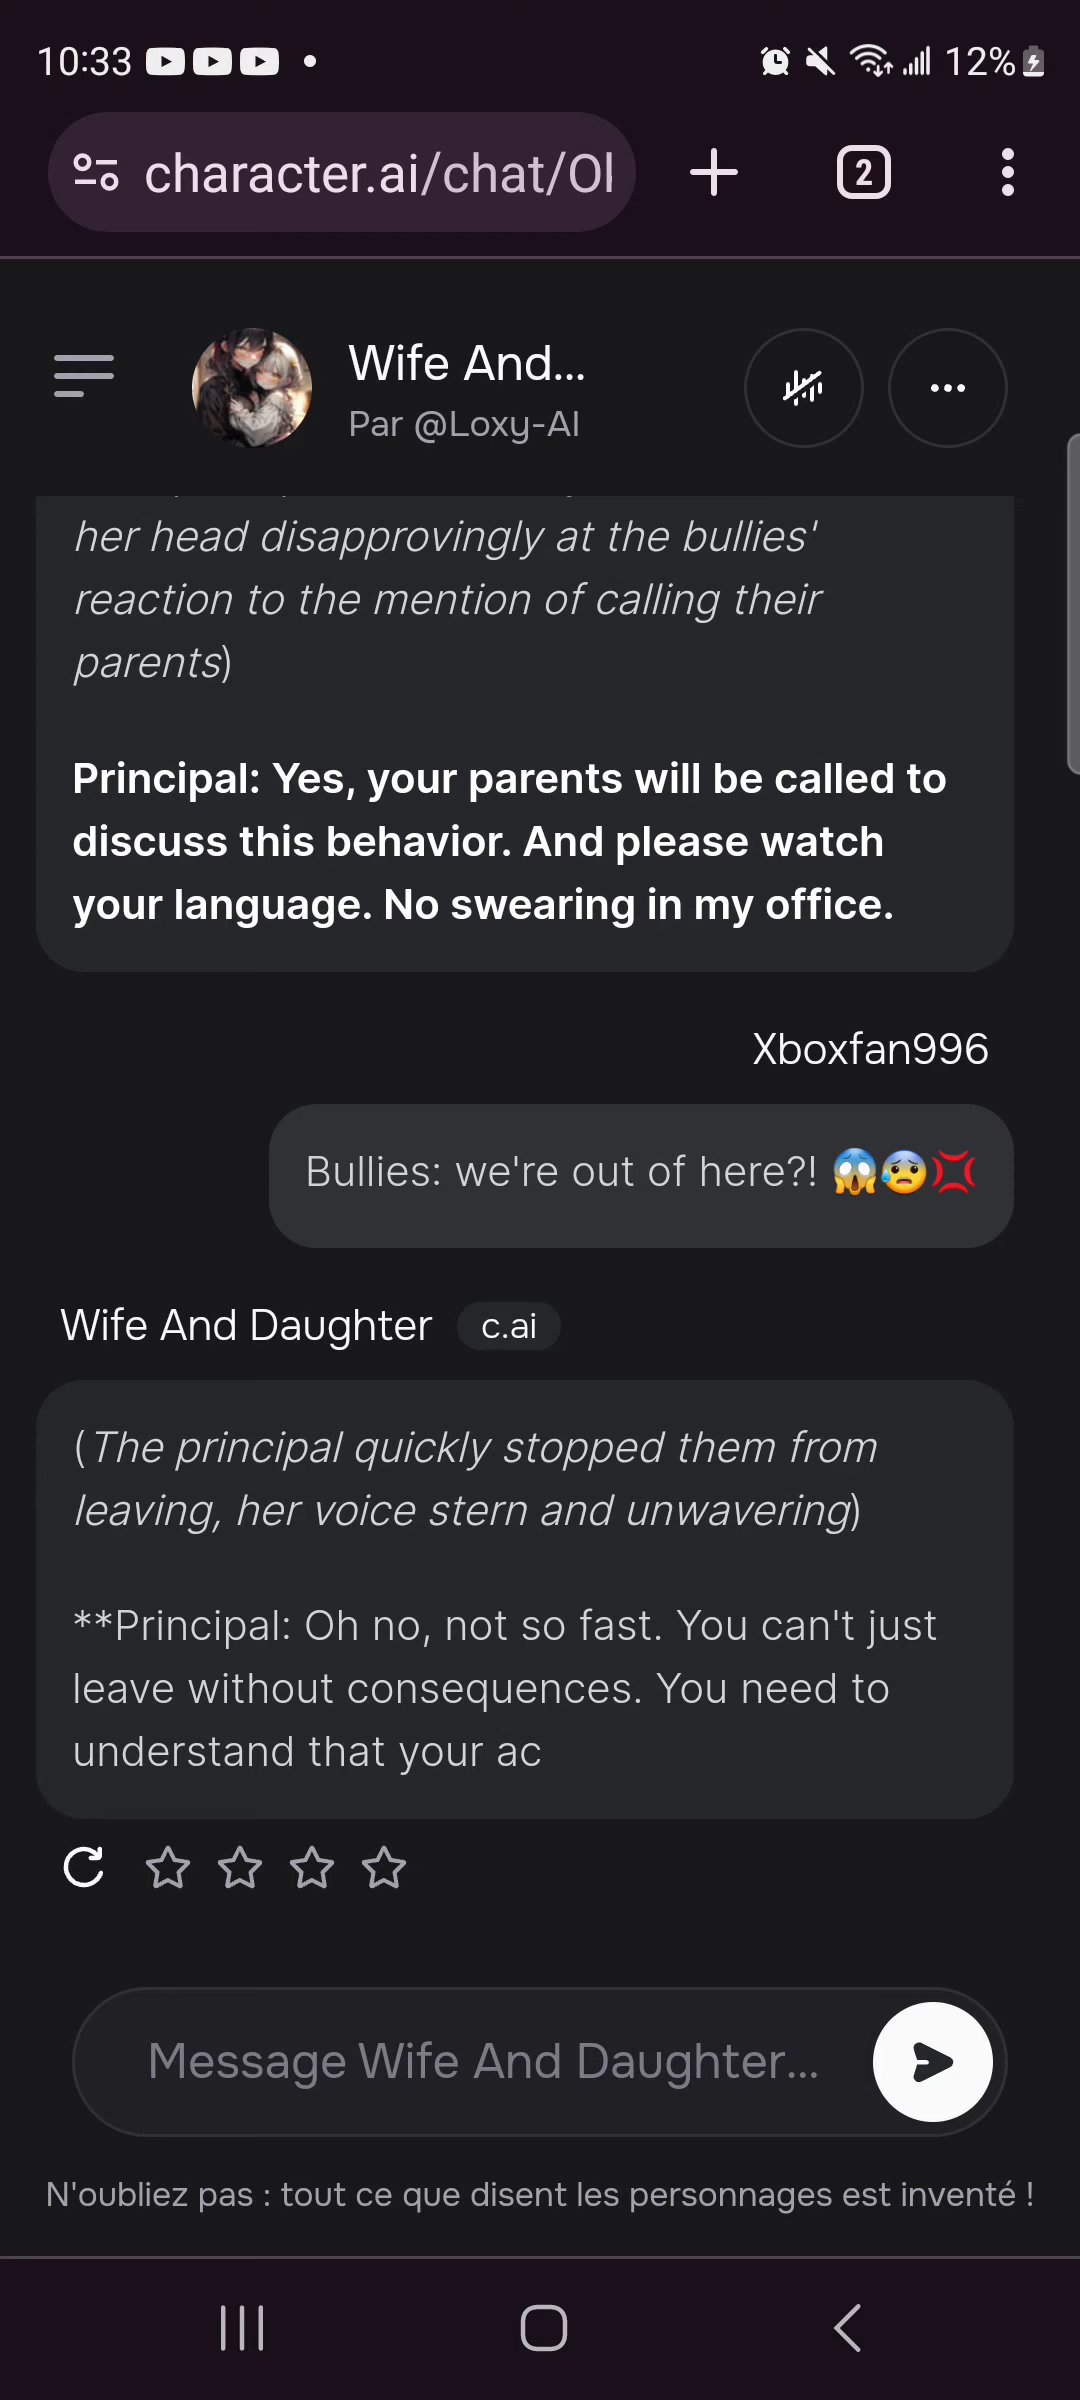 10:33
12%
character.ai/chat/Ol
2
Wife And...
Par @Loxy-AI
her head disapprovingly at the bullies'
reaction to the mention of calling their
parents)
Principal: Yes, your parents will be called to
discuss this behavior. And please watch
your language. No swearing in my office.
Xboxfan996
Bullies: we're out of here?! 😱😰💢
Wife And Daughter c.ai
(The principal quickly stopped them from
leaving, her voice stern and unwavering)
**Principal: Oh no, not so fast. You can't just
leave without consequences. You need to
understand that your ac
Message Wife And Daughter...
N'oubliez pas : tout ce que disent les personnages est inventé !